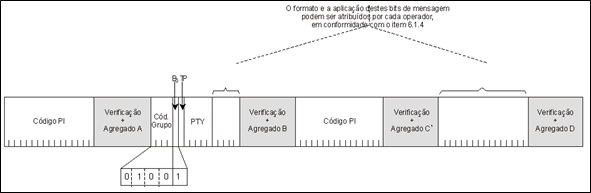 O formato e a aplicação destes bits de mensagem
podem ser atribuídos por cada operador,
em conformidade com o item 6.1.4
B₀ TP
Código PI
Verificação
+
Agregado A
Cód.
Grupo
PTY
Verificação
+
Agregado B
Código PI
Verificação
+
Agregado C'
Verificação
+
Agregado D
0 1 0 0 1